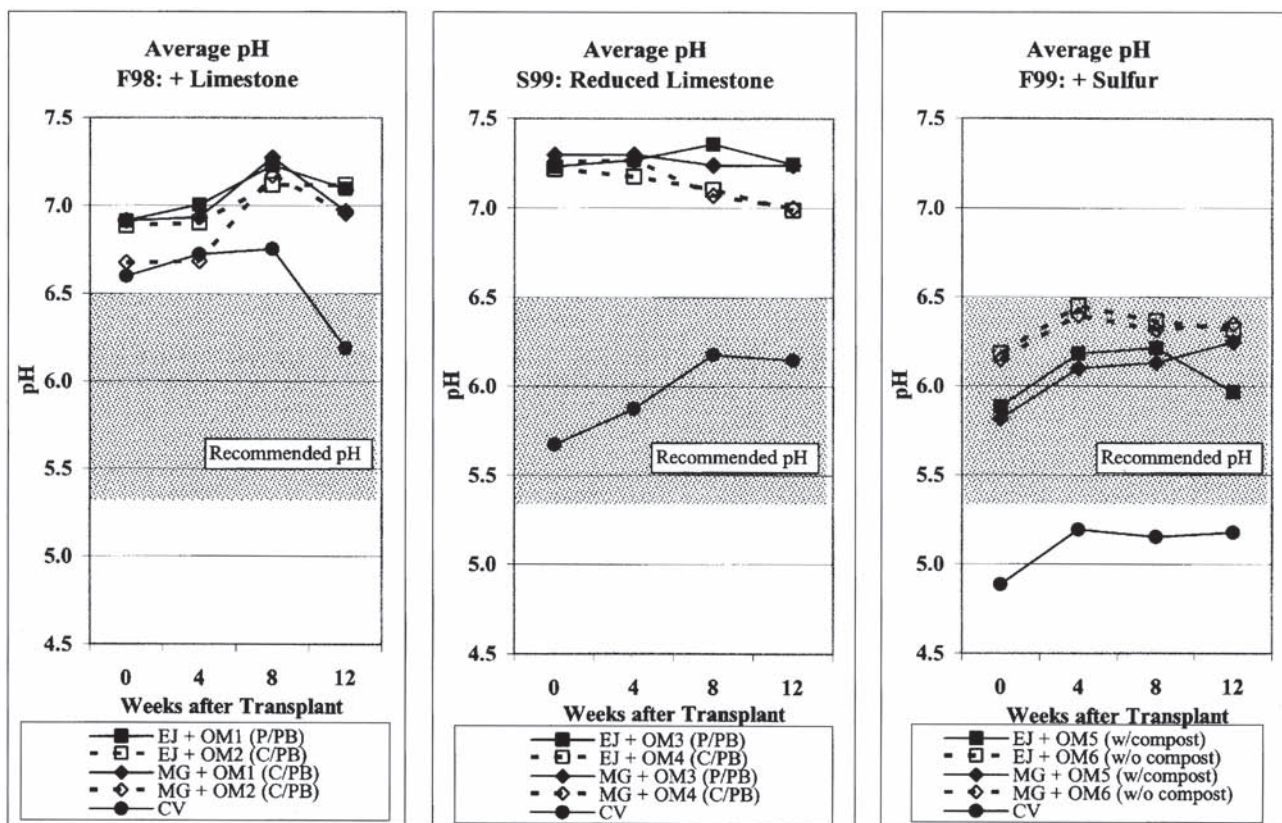 Average pH
F98: + Limestone
7.5
7.0
6.5
6.0
5.5
5.0
4.5
pH
Recommended pH
0 4 8 12
Weeks after Transplant
EJ + OM1 (P/PB)
EJ + OM2 (C/PB)
MG + OM1 (C/PB)
MG + OM2 (C/PB)
CV
Average pH
S99: Reduced Limestone
7.5
7.0
6.5
6.0
5.5
5.0
4.5
pH
Recommended pH
0 4 8 12
Weeks after Transplant
EJ + OM3 (P/PB)
EJ + OM4 (C/PB)
MG + OM3 (P/PB)
MG + OM4 (C/PB)
CV
Average pH
F99: + Sulfur
7.5
7.0
6.5
6.0
5.5
5.0
4.5
pH
Recommended pH
0 4 8 12
Weeks after Transplant
EJ + OM5 (w/compost)
EJ + OM6 (w/o compost)
MG + OM5 (w/compost)
MG + OM6 (w/o compost)
CV